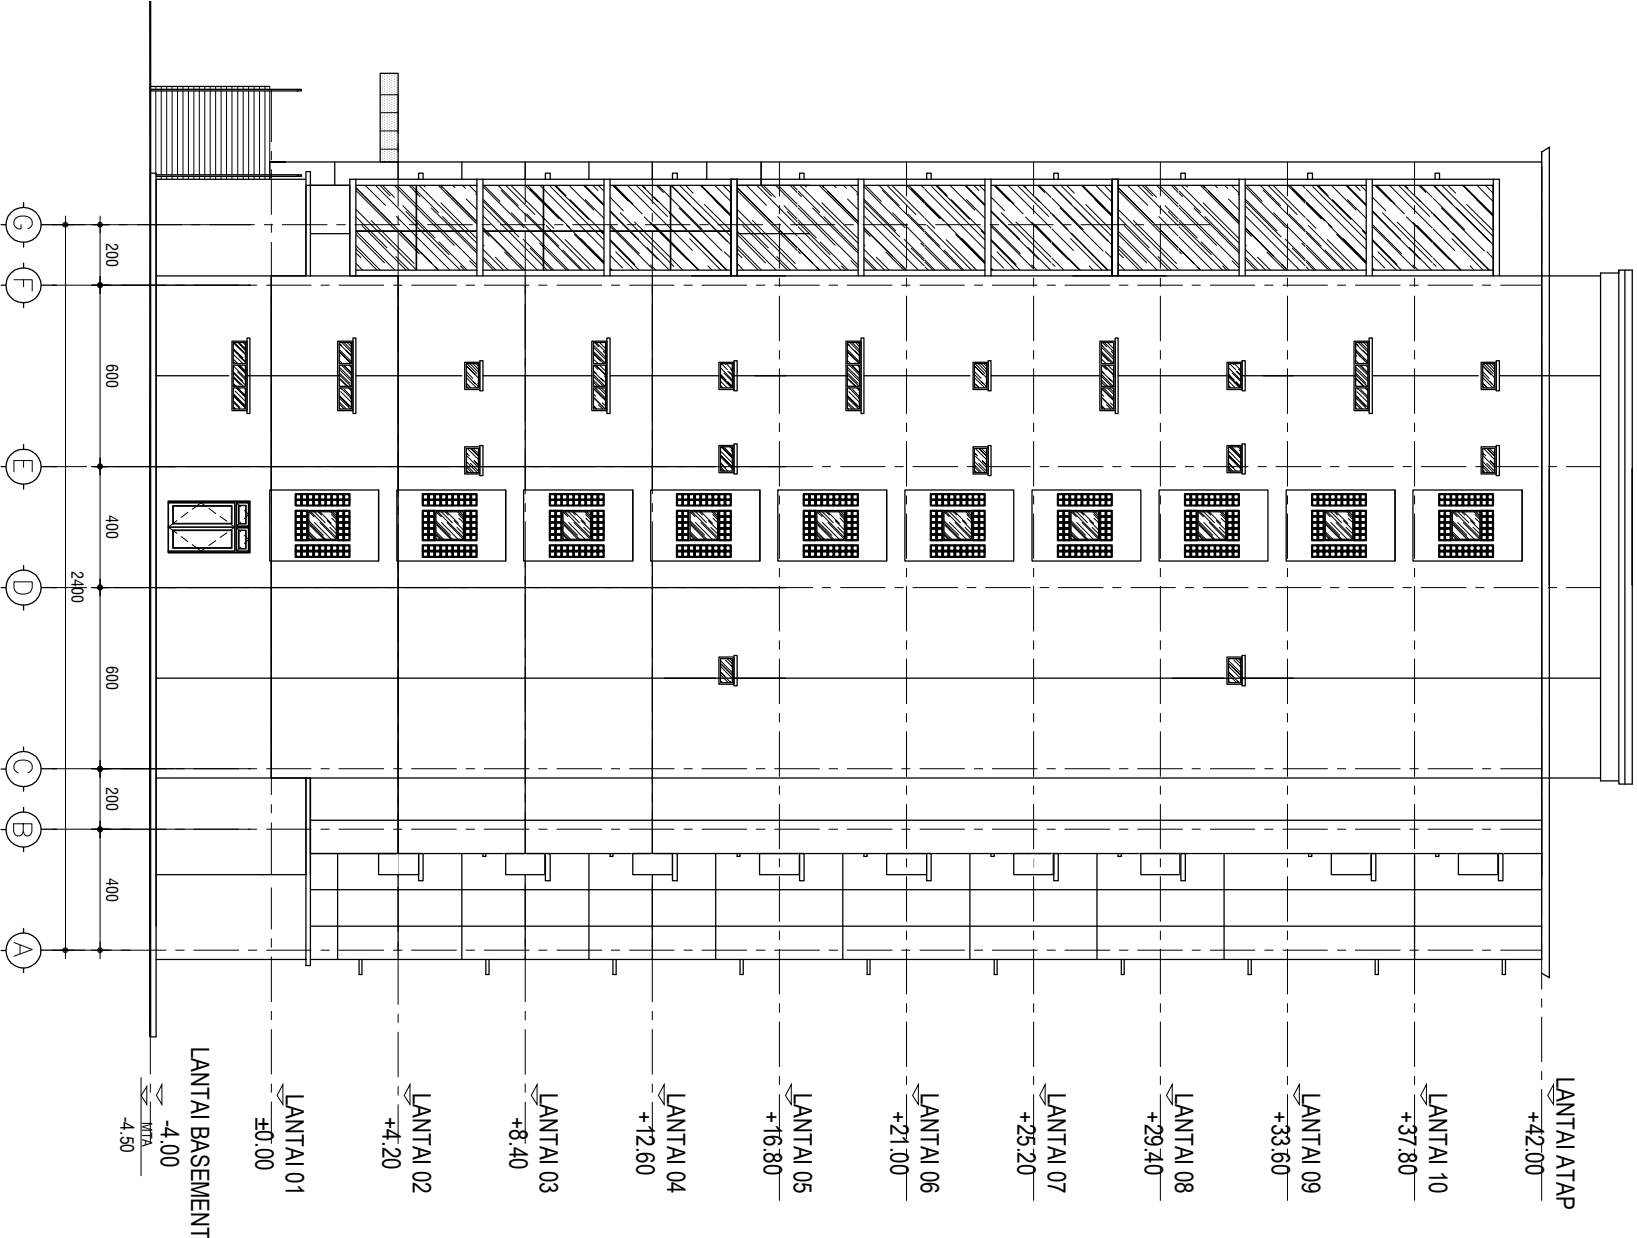 LANTAI ATAP
+42.00
LANTAI 10
+37.80
LANTAI 09
+33.60
LANTAI 08
+29.40
LANTAI 07
+25.20
LANTAI 06
+21.00
LANTAI 05
+16.80
LANTAI 04
+12.60
LANTAI 03
+8.40
LANTAI 02
+4.20
LANTAI 01
±0.00
LANTAI BASEMENT
-4.00
MTA
-4.50
200
600
400
600
200
400
2400
G
F
E
D
C
B
A